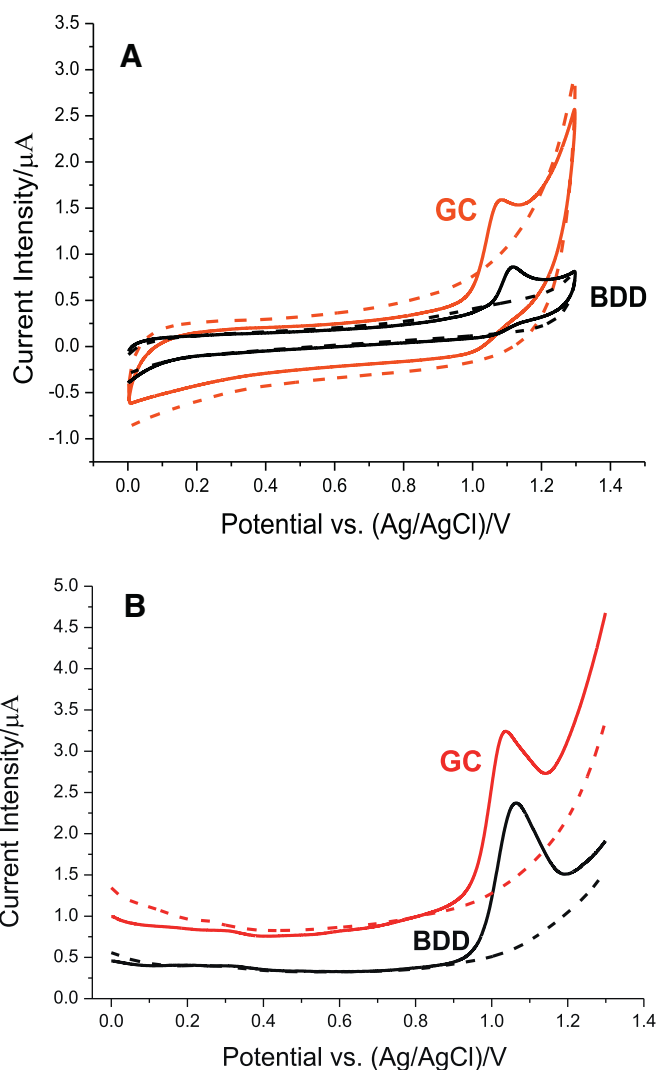 A
3.5
3.0
2.5
2.0
1.5
1.0
0.5
0.0
-0.5
-1.0
Current Intensity/μA
GC
BDD
0.0 0.2 0.4 0.6 0.8 1.0 1.2 1.4
Potential vs. (Ag/AgCl)/V
B
5.0
4.5
4.0
3.5
3.0
2.5
2.0
1.5
1.0
0.5
0.0
Current Intensity/μA
GC
BDD
0.0 0.2 0.4 0.6 0.8 1.0 1.2 1.4
Potential vs. (Ag/AgCl)/V